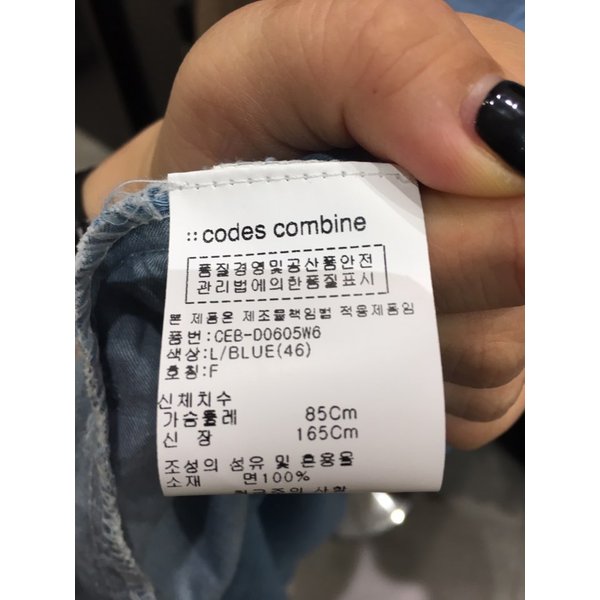 :: codes combine
품질경영및공산품안전
관리법에의한품질표시
본 제품은 제조물책임법 적용제품임
품번:CEB-D0605W6
색상:L/BLUE(46)
호칭:F
신체치수
가슴둘레 85Cm
신 장 165Cm
조성의 섬유 및 혼용율
소재 면100%